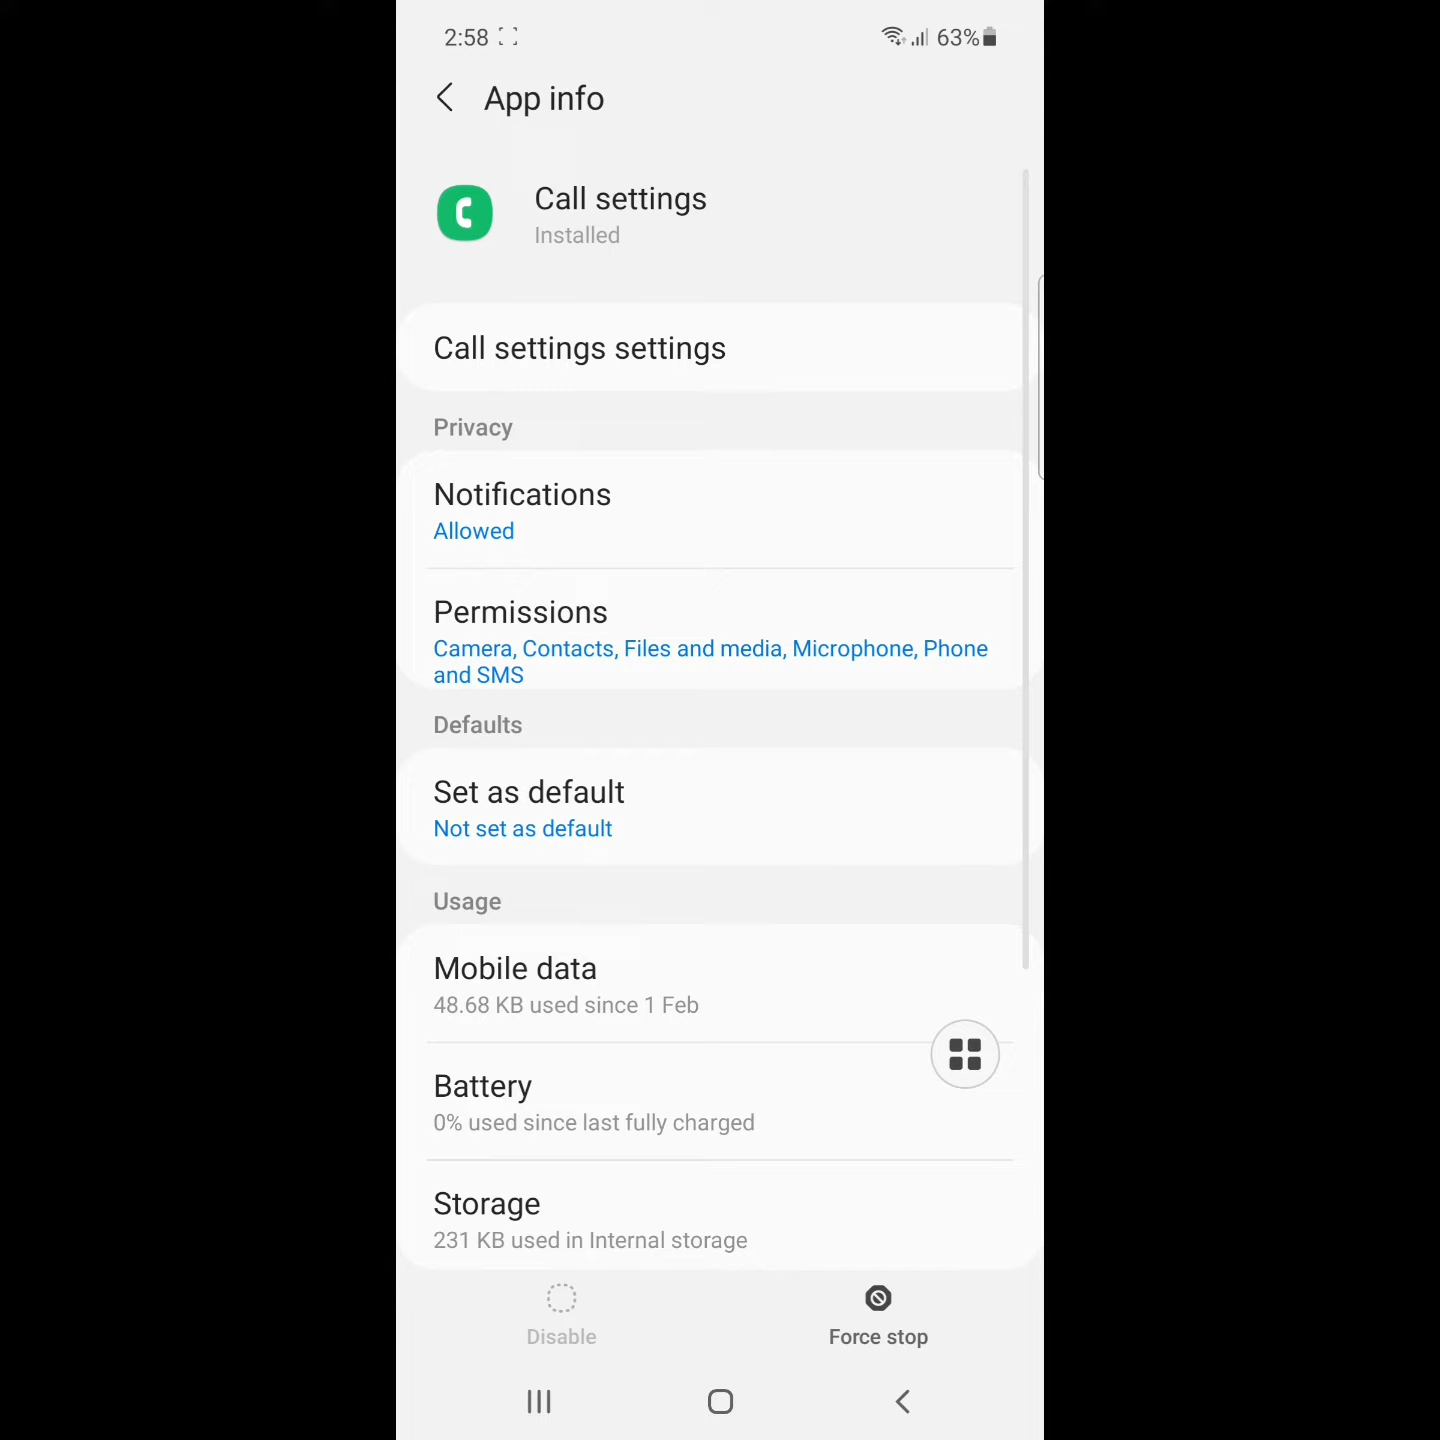 2:58
63%
App info
Call settings
Installed
Call settings settings
Privacy
Notifications
Allowed
Permissions
Camera, Contacts, Files and media, Microphone, Phone
and SMS
Defaults
Set as default
Not set as default
Usage
Mobile data
48.68 KB used since 1 Feb
Battery
0% used since last fully charged
Storage
231 KB used in Internal storage
Disable
Force stop